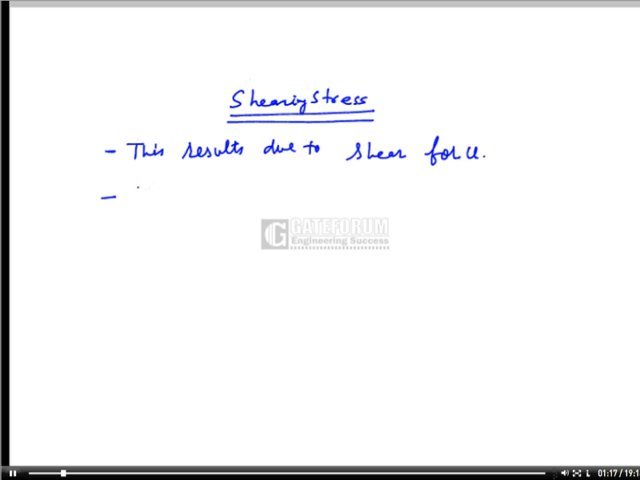 Shearing Stress
- This results due to shear force.
-
GATEFORUM
Engineering Success
01:17/19:1